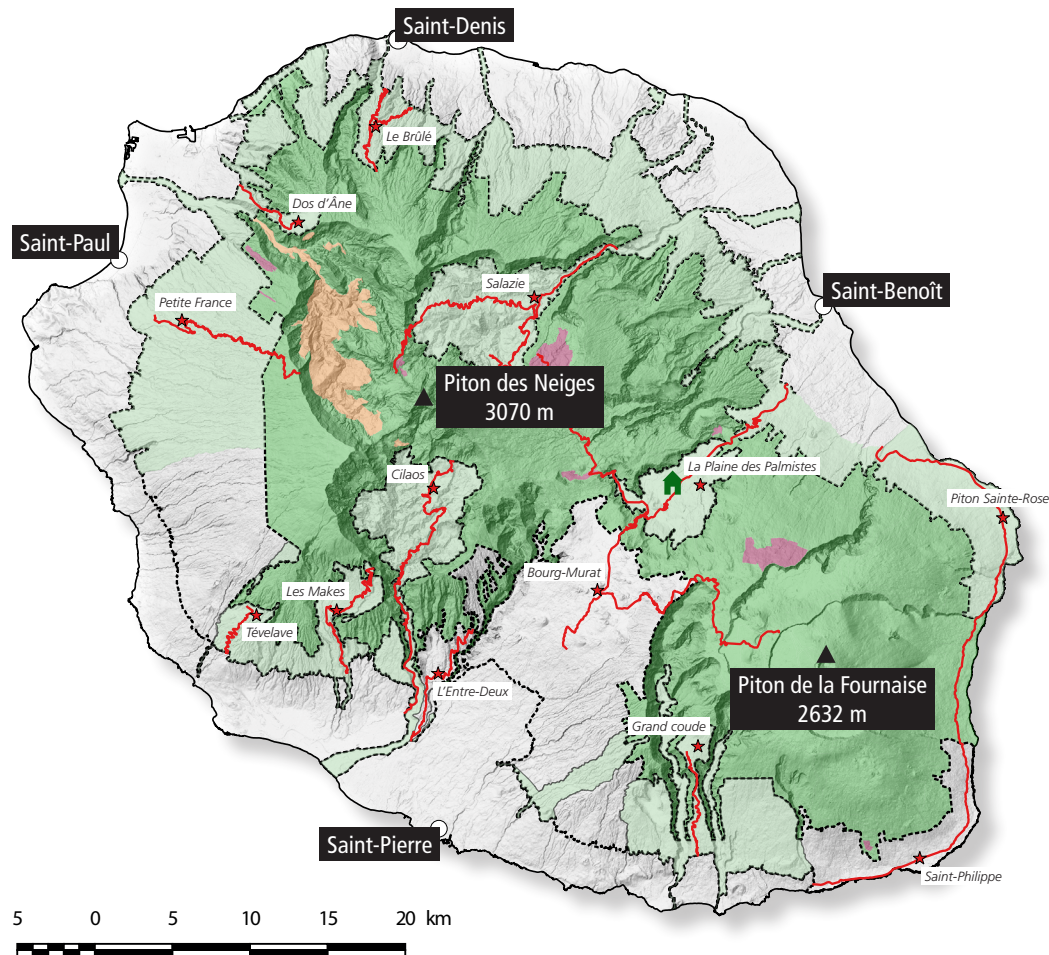 Saint-Denis
Le Brûlé
Dos d'Âne
Saint-Paul
Salazie
Petite France
Saint-Benoît
Piton des Neiges
3070 m
Cilaos
La Plaine des Palmistes
Piton Sainte-Rose
Bourg-Murat
Les Makes
Tévelave
L'Entre-Deux
Piton de la Fournaise
2632 m
Grand coude
Saint-Pierre
Saint-Philippe
5 0 5 10 15 20 km